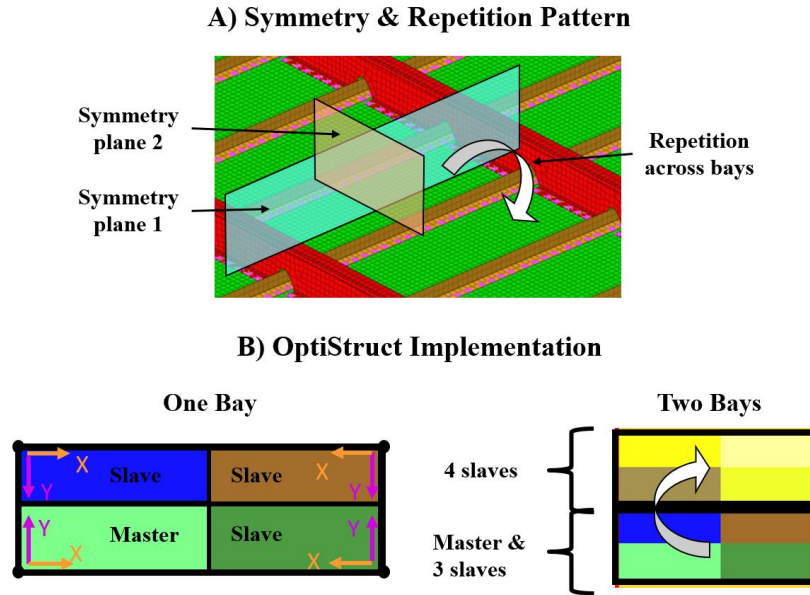 A) Symmetry & Repetition Pattern
Symmetry
plane 2
Symmetry
plane 1
Repetition
across bays
B) OptiStruct Implementation
One Bay
Two Bays
X
Y
Slave
Slave
X
Y
Y
X
Master
Slave
Y
X
4 slaves
Master &
3 slaves